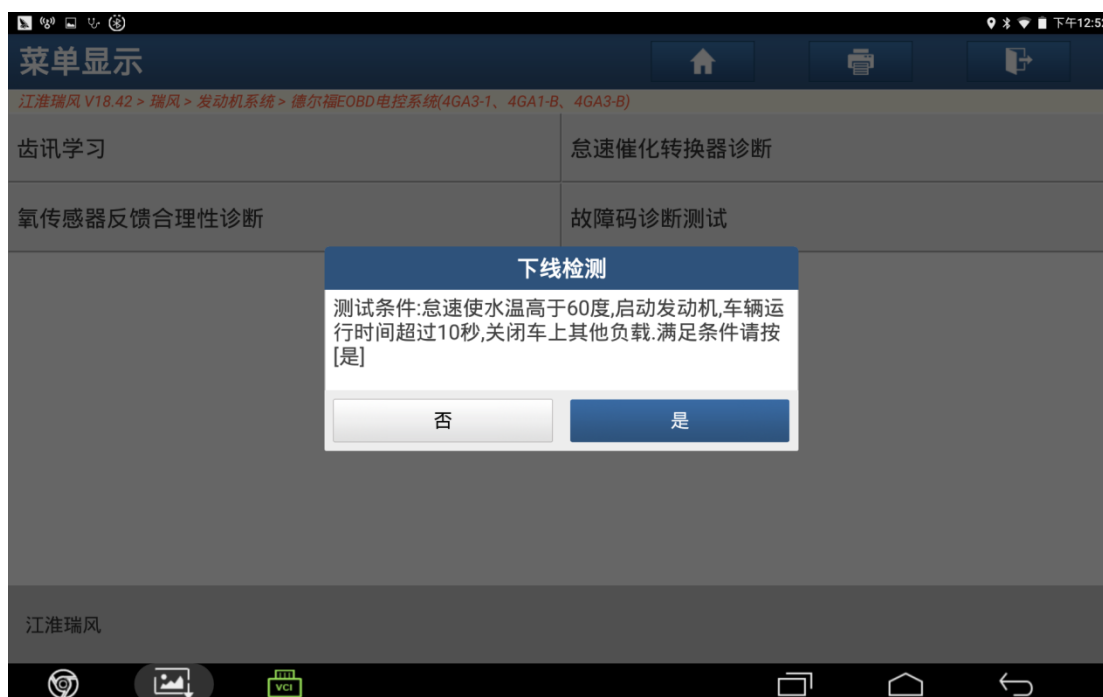 下午12:52
菜单显示
江淮瑞风 V18.42 > 瑞风 > 发动机系统 > 德尔福EOBD电控系统(4GA3-1、4GA1-B、4GA3-B)
齿讯学习
怠速催化转换器诊断
氧传感器反馈合理性诊断
故障码诊断测试
下线检测
测试条件:怠速使水温高于60度,启动发动机,车辆运
行时间超过10秒,关闭车上其他负载.满足条件请按
[是]
否
是
江淮瑞风
VCI